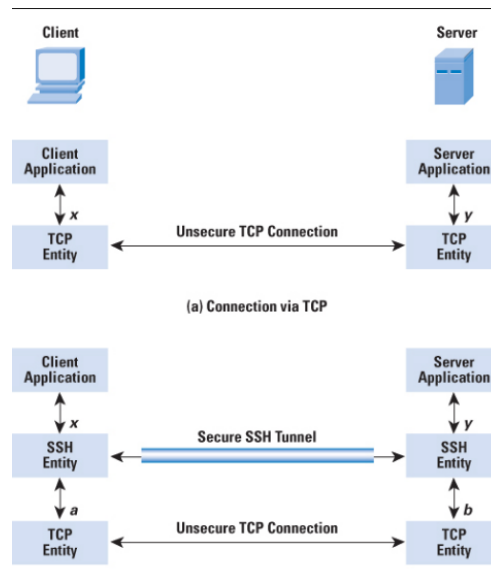 Client Server
Client
Application
Server
Application
x y
TCP
Entity
Unsecure TCP Connection
TCP
Entity
(a) Connection via TCP
Client
Application
Server
Application
x y
SSH
Entity
Secure SSH Tunnel
SSH
Entity
a b
TCP
Entity
Unsecure TCP Connection
TCP
Entity